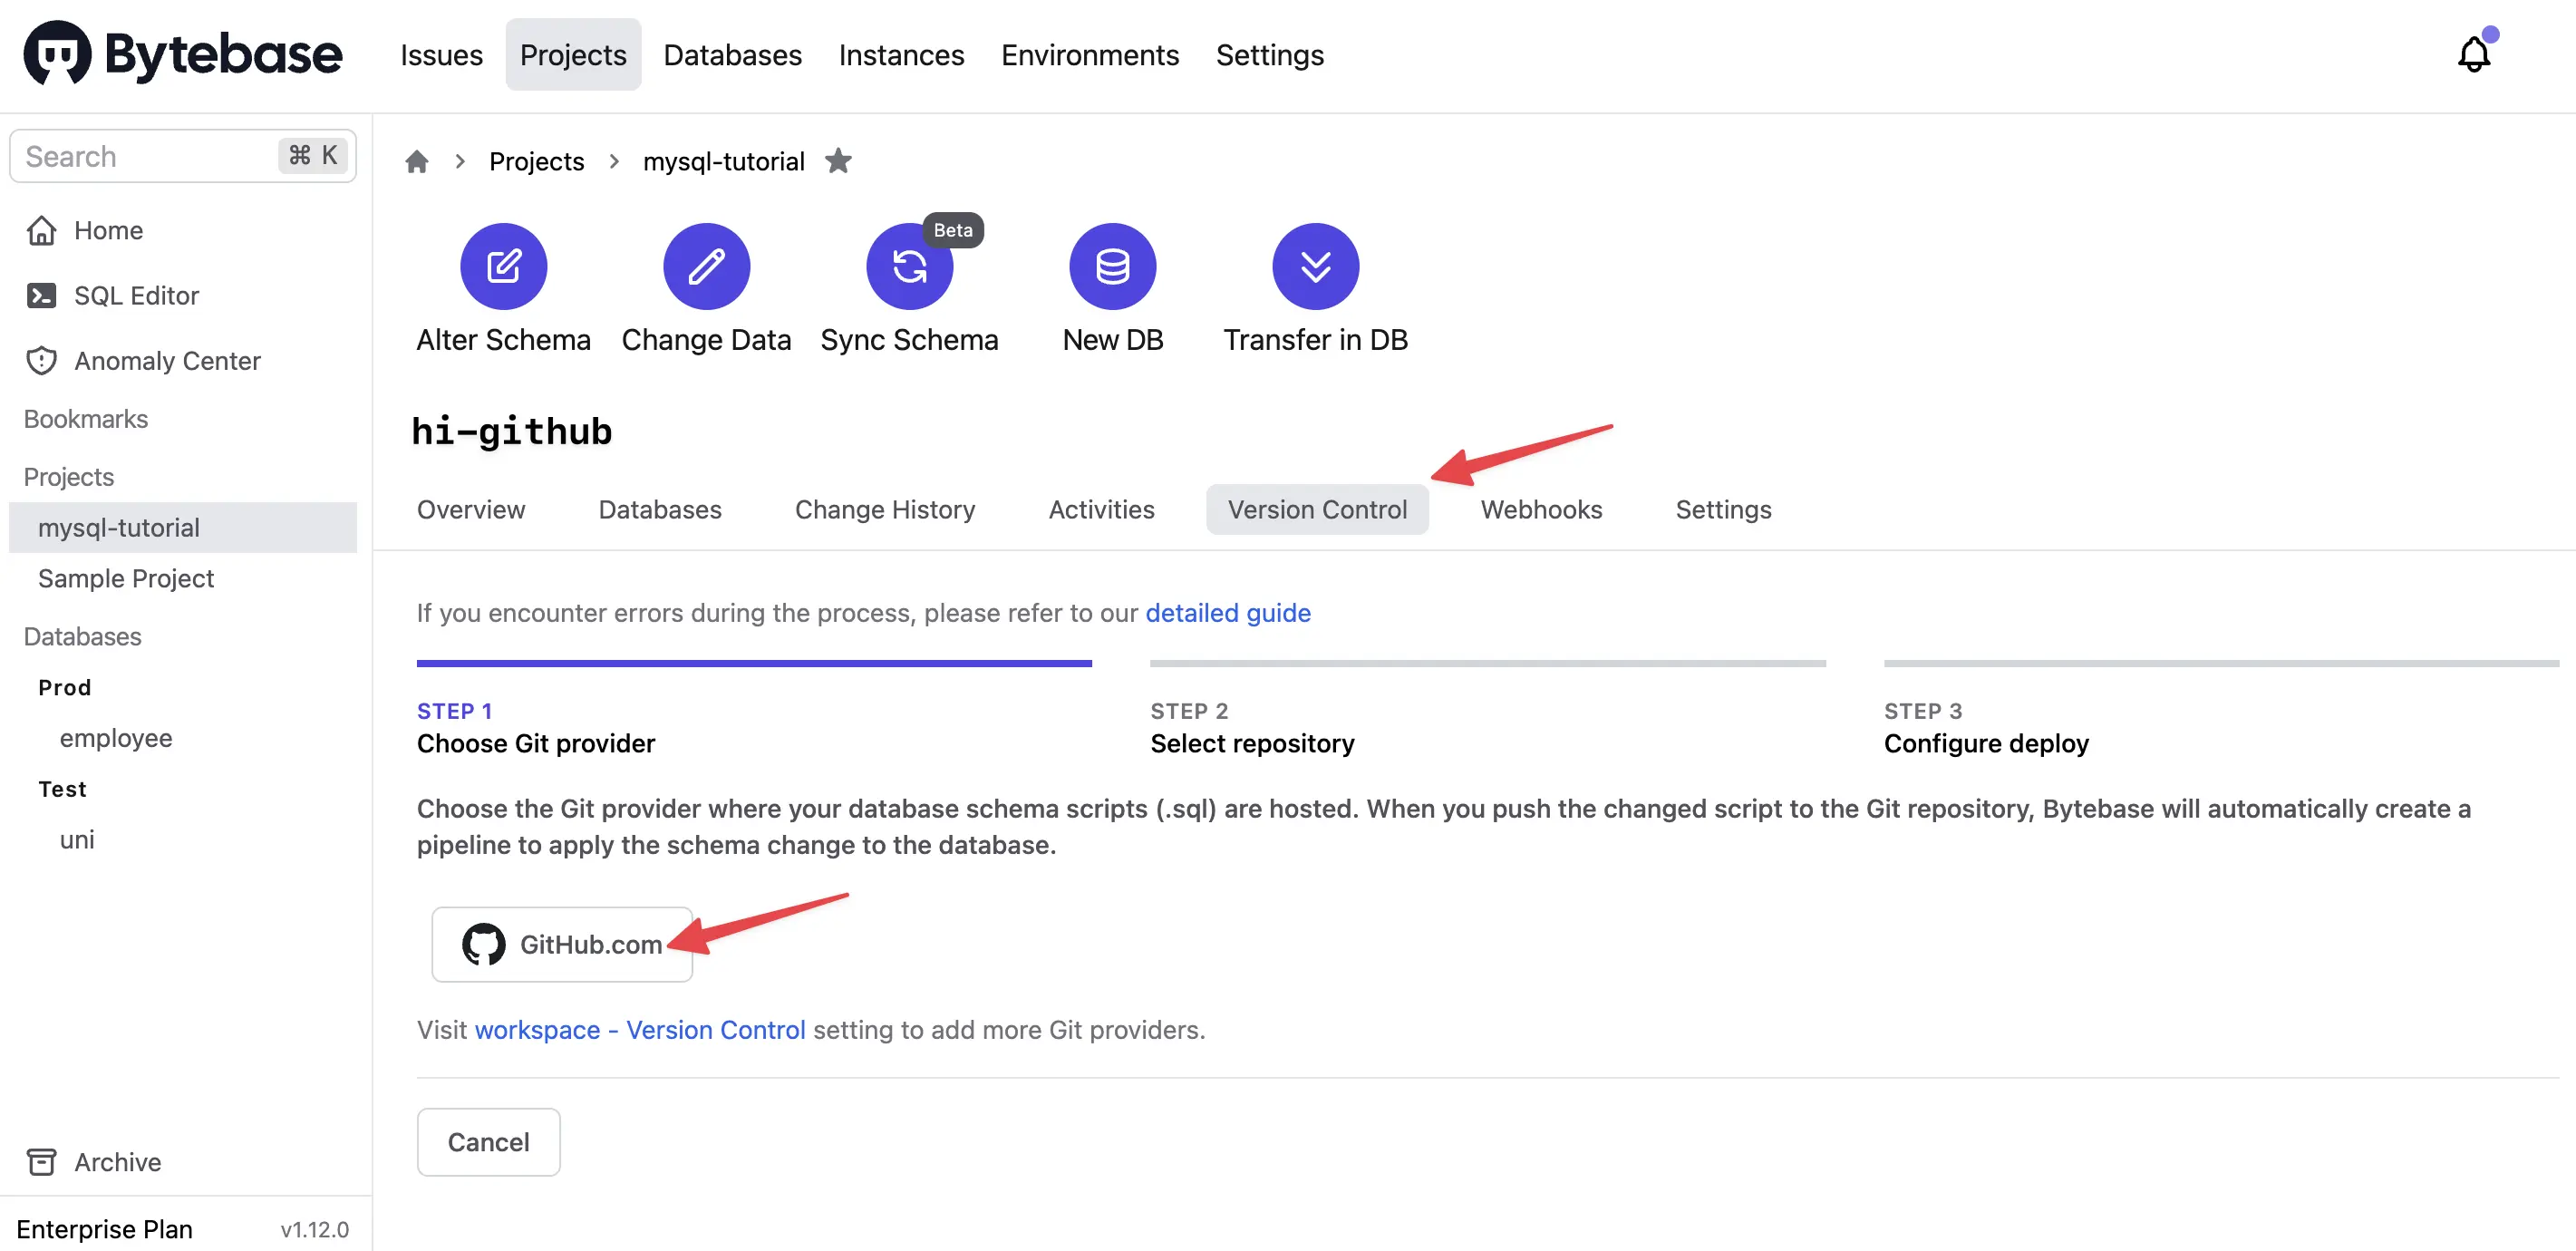 Bytebase
Issues Projects Databases Instances Environments Settings
Search ⌘ K
Home
SQL Editor
Anomaly Center
Bookmarks
Projects
mysql-tutorial
Sample Project
Databases
Prod
employee
Test
uni
Archive
Enterprise Plan v1.12.0
Projects mysql-tutorial
Beta
Alter Schema Change Data Sync Schema New DB Transfer in DB
hi-github
Overview Databases Change History Activities Version Control Webhooks Settings
If you encounter errors during the process, please refer to our detailed guide
STEP 1
Choose Git provider
STEP 2
Select repository
STEP 3
Configure deploy
Choose the Git provider where your database schema scripts (.sql) are hosted. When you push the changed script to the Git repository, Bytebase will automatically create a
pipeline to apply the schema change to the database.
GitHub.com
Visit workspace - Version Control setting to add more Git providers.
Cancel